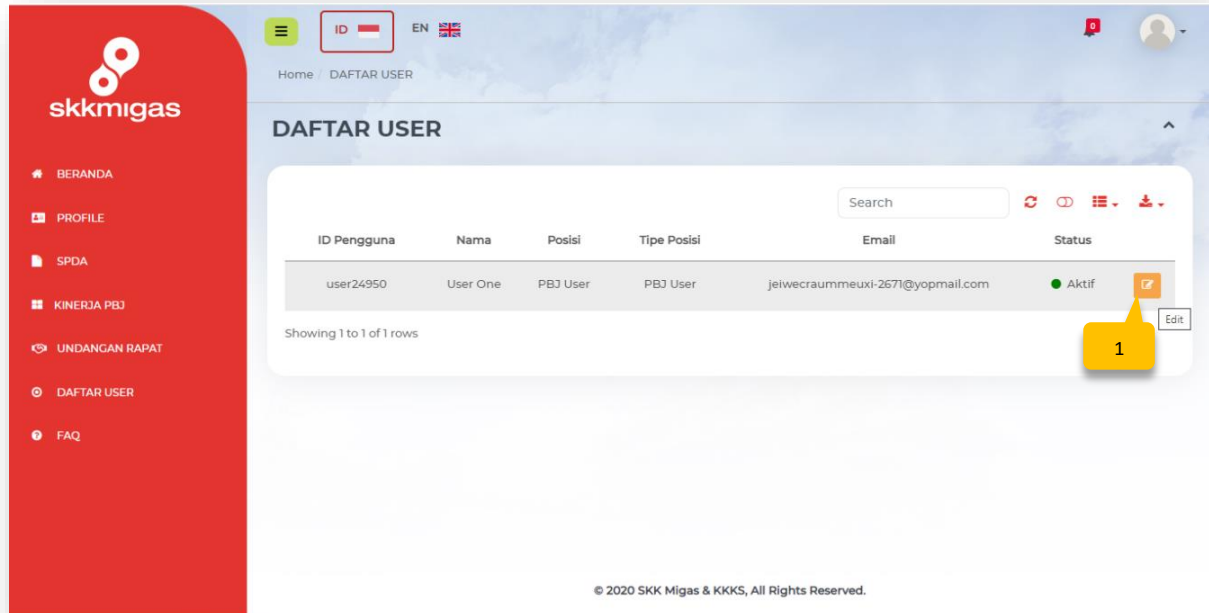 skkmigas
BERANDA
PROFILE
SPDA
KINERJA PBJ
UNDANGAN RAPAT
DAFTAR USER
FAQ
ID EN
0
Home / DAFTAR USER
DAFTAR USER
Search
ID Pengguna Nama Posisi Tipe Posisi Email Status
user24950 User One PBJ User PBJ User jeiwecraummeuxi-2671@yopmail.com Aktif
Edit
Showing 1 to 1 of 1 rows
1
© 2020 SKK Migas & KKKS, All Rights Reserved.